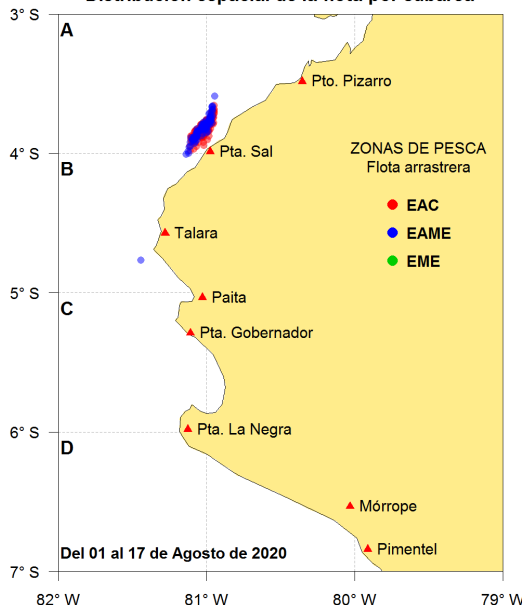 Distribución espacial de la flota por subárea
3° S
A
Pto. Pizarro
4° S
B
Pta. Sal
ZONAS DE PESCA
Flota arrastrera
EAC
EAME
EME
Talara
5° S
C
Paita
Pta. Gobernador
6° S
D
Pta. La Negra
Mórrope
Pimentel
Del 01 al 17 de Agosto de 2020
7° S
82° W
81° W
80° W
79° W